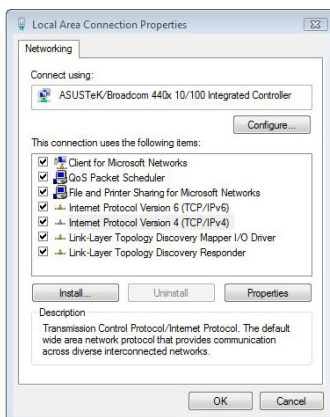 Local Area Connection Properties
Networking
Connect using:
ASUSTeK/Broadcom 440x 10/100 Integrated Controller
Configure...
This connection uses the following items:
Client for Microsoft Networks
QoS Packet Scheduler
File and Printer Sharing for Microsoft Networks
Internet Protocol Version 6 (TCP/IPv6)
Internet Protocol Version 4 (TCP/IPv4)
Link-Layer Topology Discovery Mapper I/O Driver
Link-Layer Topology Discovery Responder
Install... Uninstall Properties
Description
Transmission Control Protocol/Internet Protocol. The default
wide area network protocol that provides communication
across diverse interconnected networks.
OK Cancel